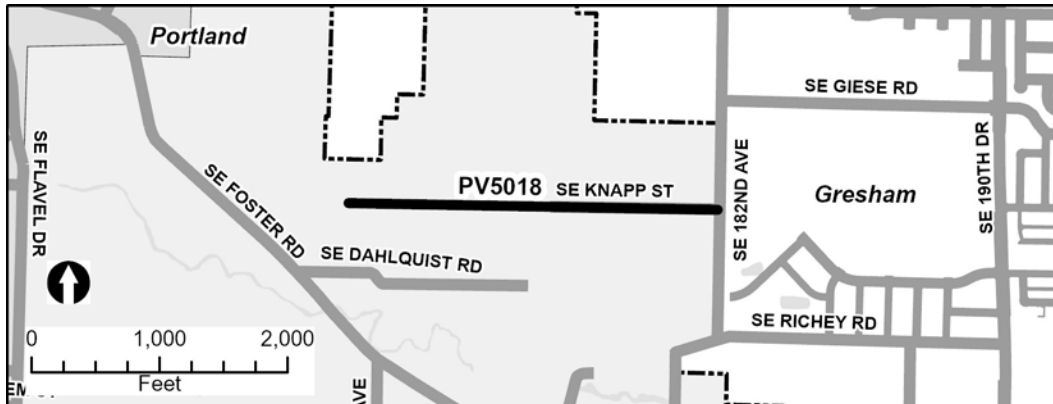 Portland
SE GIESE RD
SE FLAVEL DR
SE FOSTER RD
PV5018 SE KNAPP ST
SE 182ND AVE
Gresham
SE 190TH DR
SE DAHLQUIST RD
SE RICHEY RD
0 1,000 2,000
Feet
AVE